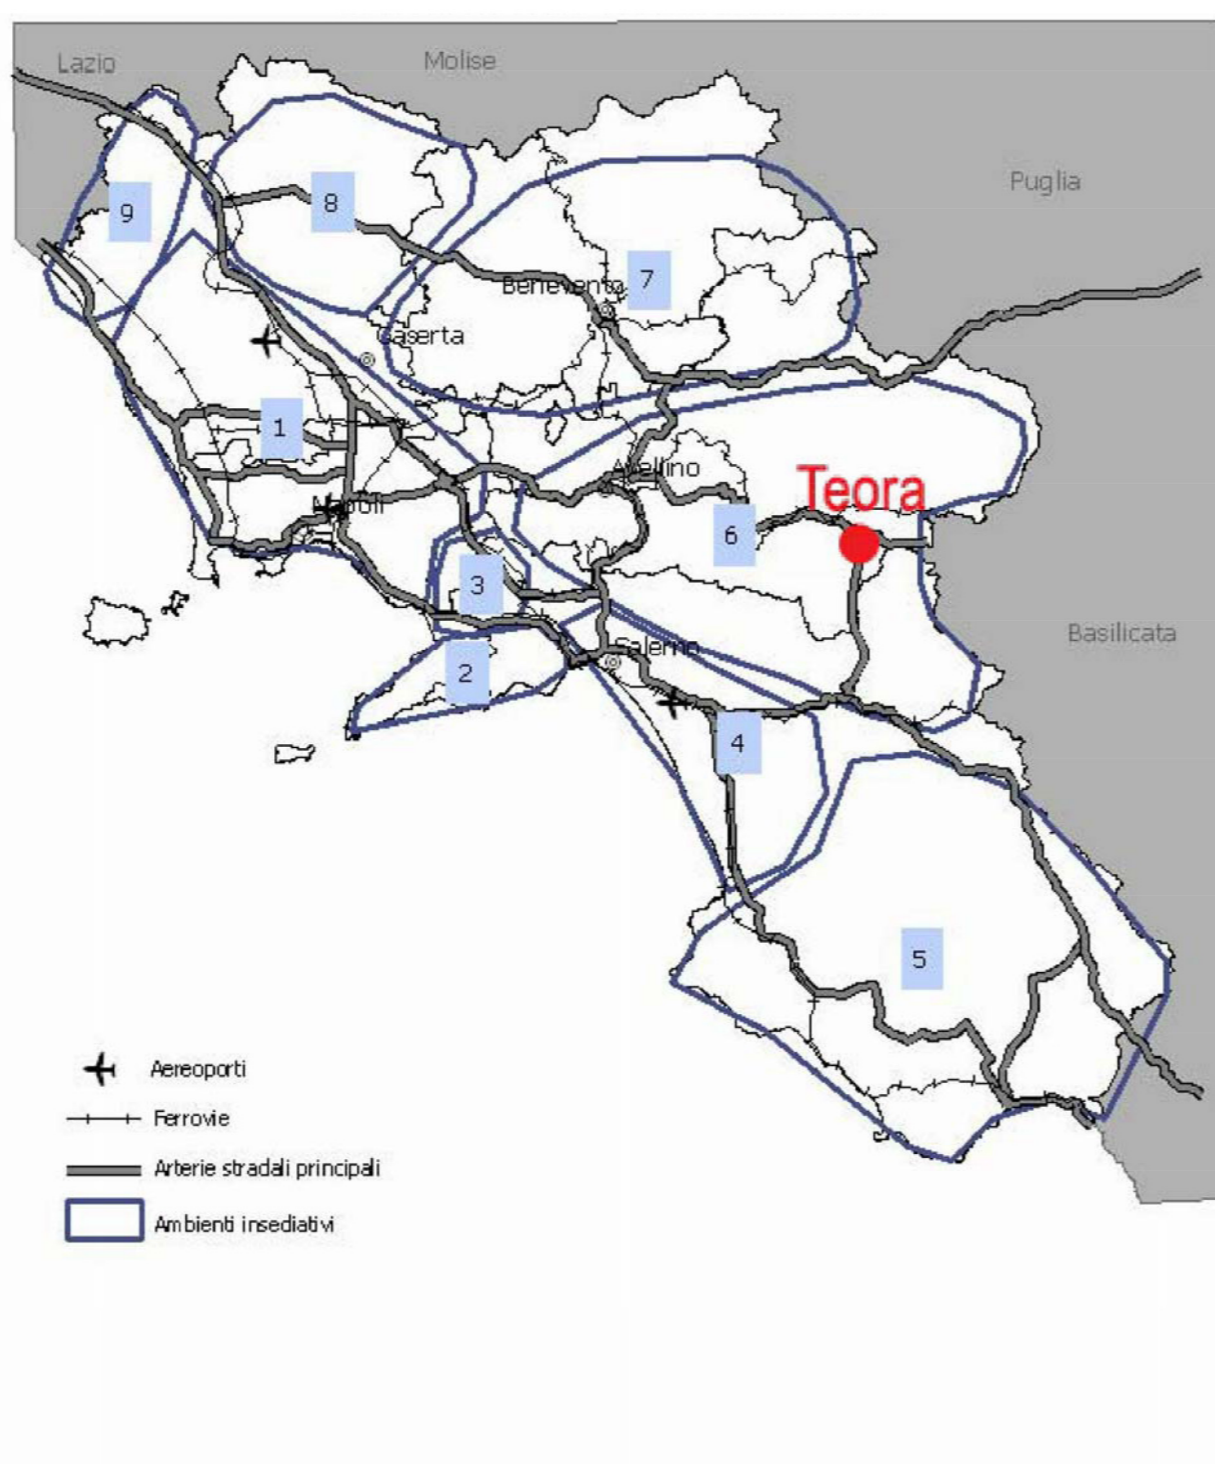 Lazio
Molise
Puglia
9
8
7
Benevento
Caserta
1
Avellino
Teora
Napoli
6
3
Basilicata
Salerno
2
4
5
Aereoporti
Ferrovie
Arterie stradali principali
Ambienti insediativi